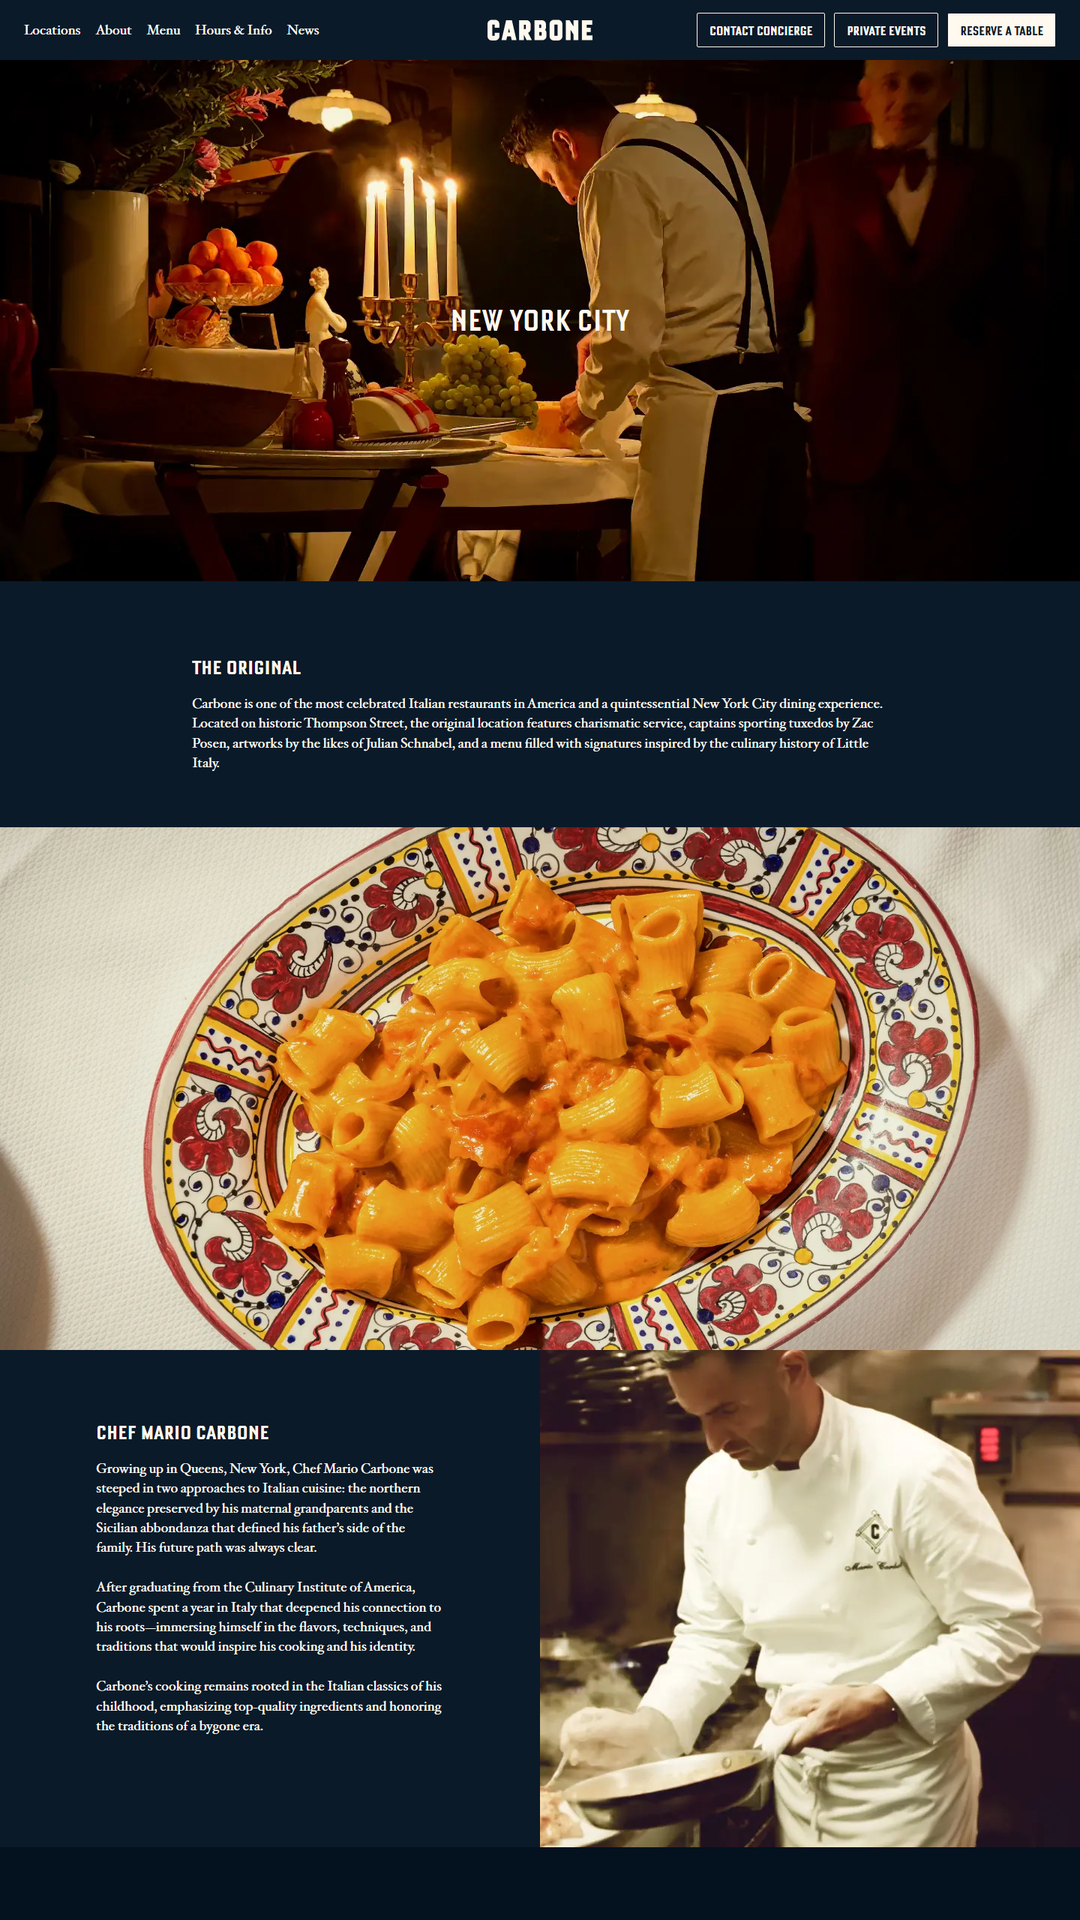 Locations About Menu Hours & Info News
CARBONE
CONTACT CONCIERGE PRIVATE EVENTS RESERVE A TABLE
NEW YORK CITY
THE ORIGINAL
Carbone is one of the most celebrated Italian restaurants in America and a quintessential New York City dining experience.
Located on historic Thompson Street, the original location features charismatic service, captains sporting tuxedos by Zac
Posen, artworks by the likes of Julian Schnabel, and a menu filled with signatures inspired by the culinary history of Little
Italy.
CHEF MARIO CARBONE
Growing up in Queens, New York, Chef Mario Carbone was
steeped in two approaches to Italian cuisine: the northern
elegance preserved by his maternal grandparents and the
Sicilian abbondanza that defined his father’s side of the
family. His future path was always clear.
After graduating from the Culinary Institute of America,
Carbone spent a year in Italy that deepened his connection to
his roots—immersing himself in the flavors, techniques, and
traditions that would inspire his cooking and his identity.
Carbone’s cooking remains rooted in the Italian classics of his
childhood, emphasizing top-quality ingredients and honoring
the traditions of a bygone era.
C
Mario Carbone